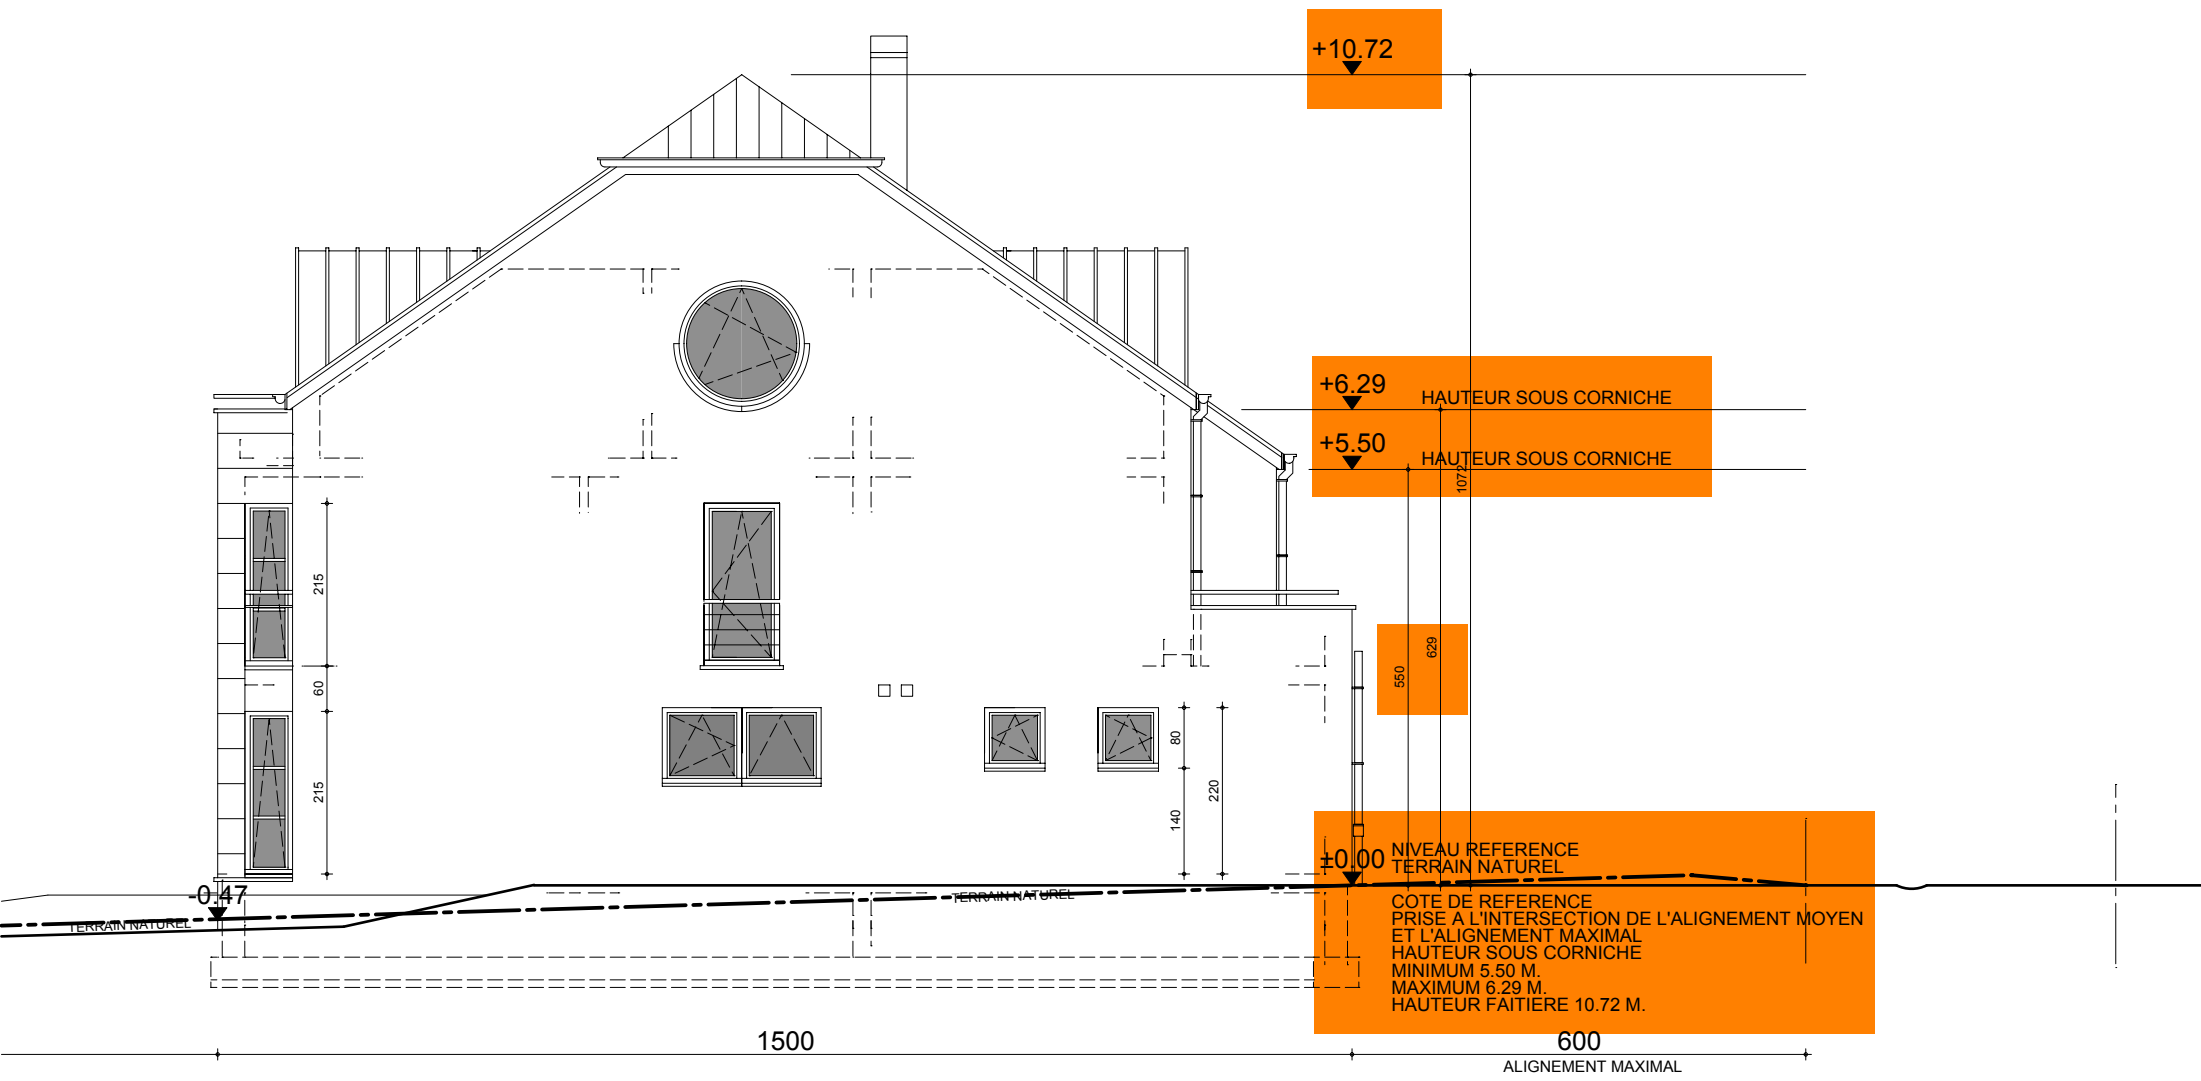 +10.72
+6.29
HAUTEUR SOUS CORNICHE
+5.50
HAUTEUR SOUS CORNICHE
1072
215
629
550
60
80
220
215
140
±0.00
NIVEAU REFERENCE
TERRAIN NATUREL
-0.47
TERRAIN NATUREL
TERRAIN NATUREL
COTE DE REFERENCE
PRISE A L'INTERSECTION DE L'ALIGNEMENT MOYEN
ET L'ALIGNEMENT MAXIMAL
HAUTEUR SOUS CORNICHE
MINIMUM 5.50 M.
MAXIMUM 6.29 M.
HAUTEUR FAITIERE 10.72 M.
1500
600
ALIGNEMENT MAXIMAL